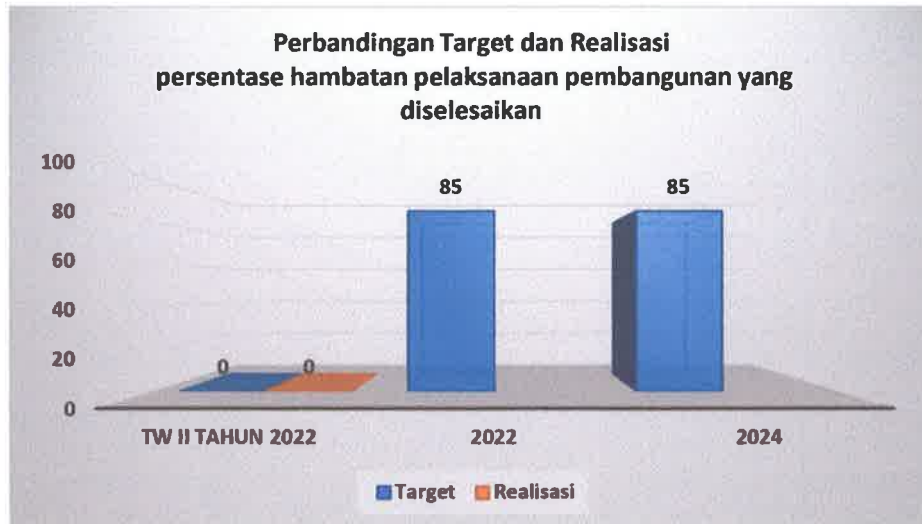 Perbandingan Target dan Realisasi
persentase hambatan pelaksanaan pembangunan yang
diselesaikan
100
80
60
40
20
0
85
85
0
0
TW II TAHUN 2022
2022
2024
Target
Realisasi